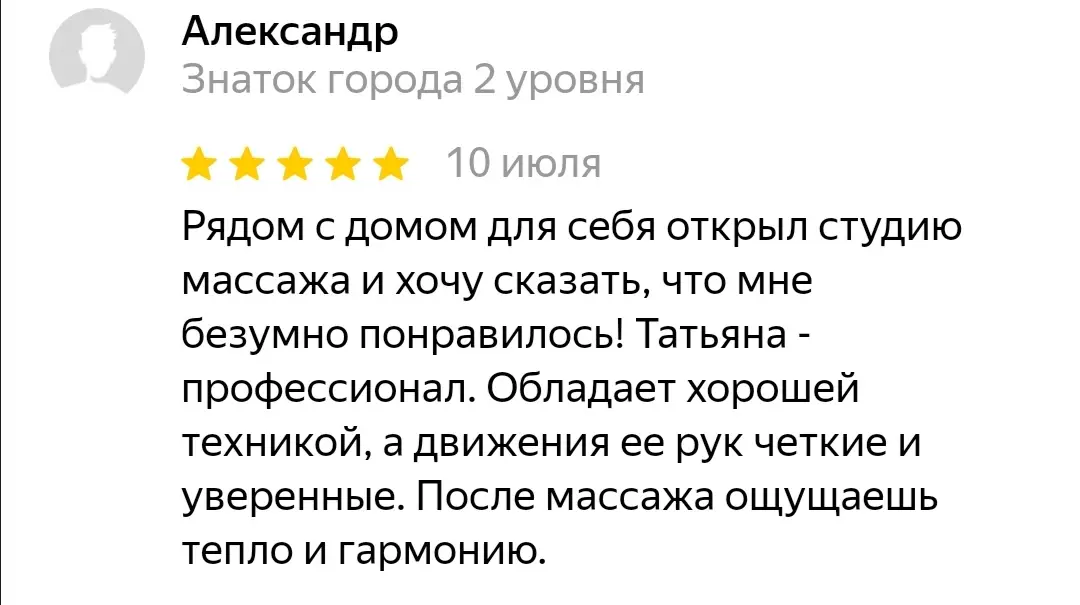 Александр
Знаток города 2 уровня
10 июля
Рядом с домом для себя открыл студию
массажа и хочу сказать, что мне
безумно понравилось! Татьяна -
профессионал. Обладает хорошей
техникой, а движения ее рук четкие и
уверенные. После массажа ощущаешь
тепло и гармонию.